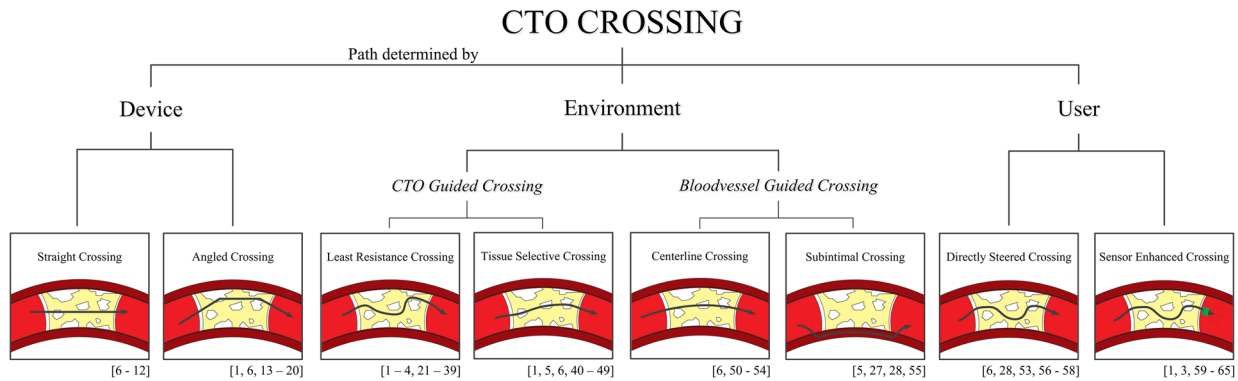 CTO CROSSING
Path determined by
Device
Environment
User
CTO Guided Crossing
Bloodvessel Guided Crossing
Straight Crossing
Angled Crossing
Least Resistance Crossing
Tissue Selective Crossing
Centerline Crossing
Subintimal Crossing
Directly Steered Crossing
Sensor Enhanced Crossing
[6 - 12]
[1, 6, 13 – 20]
[1 – 4, 21 – 39]
[1, 5, 6, 40 – 49]
[6, 50 - 54]
[5, 27, 28, 55]
[6, 28, 53, 56 - 58]
[1, 3, 59 - 65]